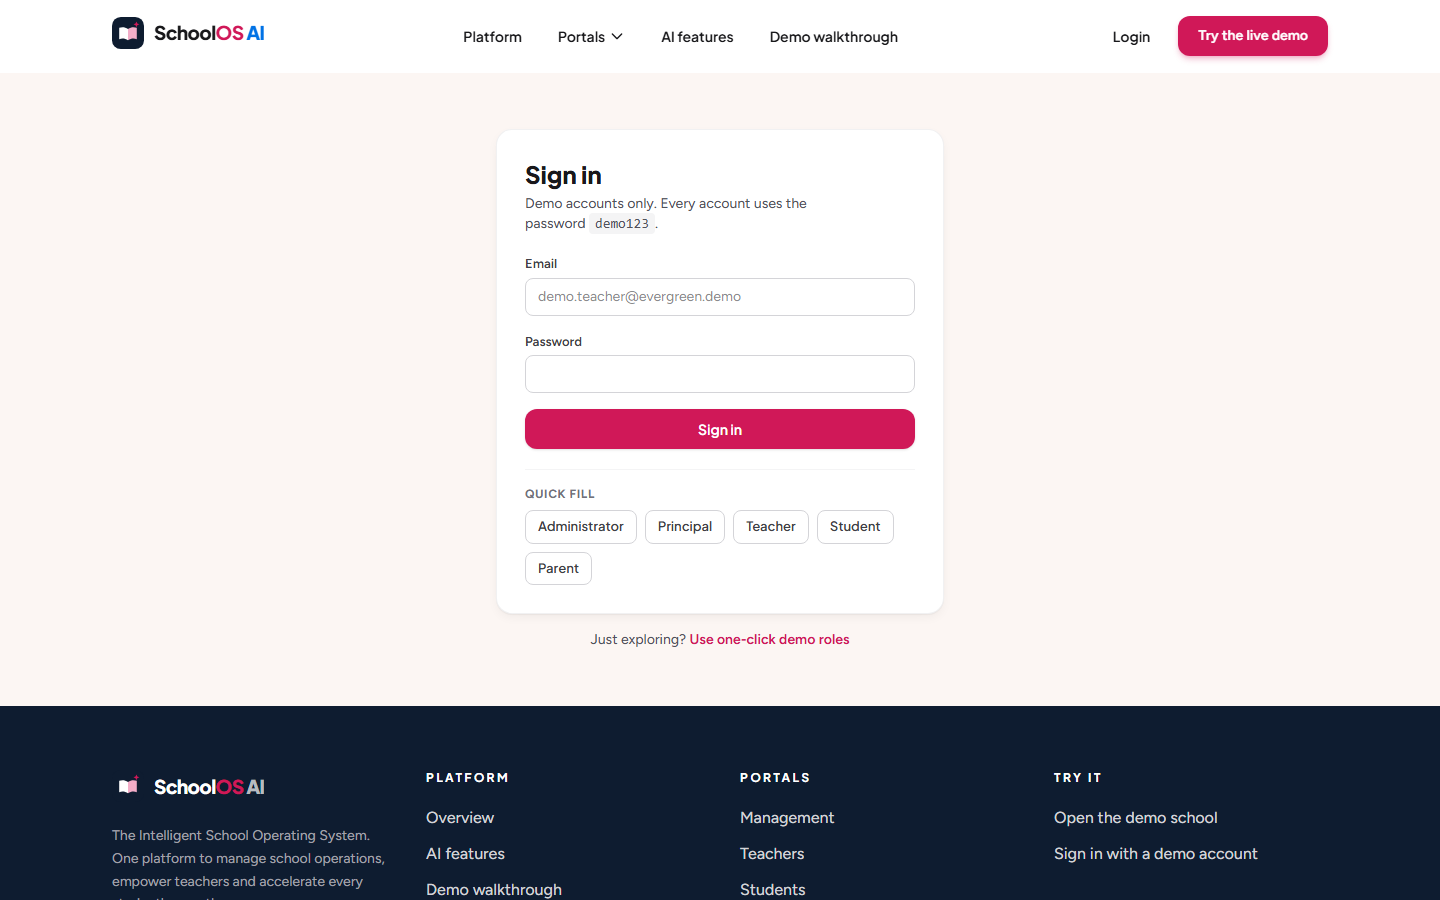 SchoolOS AI
Platform
Portals
AI features
Demo walkthrough
Login
Try the live demo
Sign in
Demo accounts only. Every account uses the
password demo123.
Email
demo.teacher@evergreen.demo
Password
Sign in
QUICK FILL
Administrator
Principal
Teacher
Student
Parent
Just exploring? Use one-click demo roles
SchoolOS AI
The Intelligent School Operating System.
One platform to manage school operations,
empower teachers and accelerate every
PLATFORM
Overview
AI features
Demo walkthrough
PORTALS
Management
Teachers
Students
TRY IT
Open the demo school
Sign in with a demo account